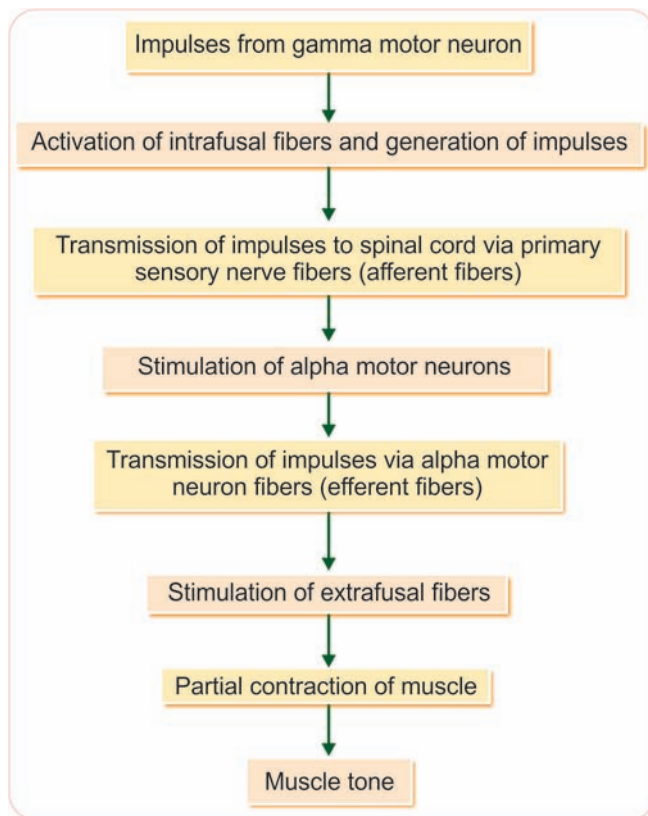 Impulses from gamma motor neuron
Activation of intrafusal fibers and generation of impulses
Transmission of impulses to spinal cord via primary
sensory nerve fibers (afferent fibers)
Stimulation of alpha motor neurons
Transmission of impulses via alpha motor
neuron fibers (efferent fibers)
Stimulation of extrafusal fibers
Partial contraction of muscle
Muscle tone